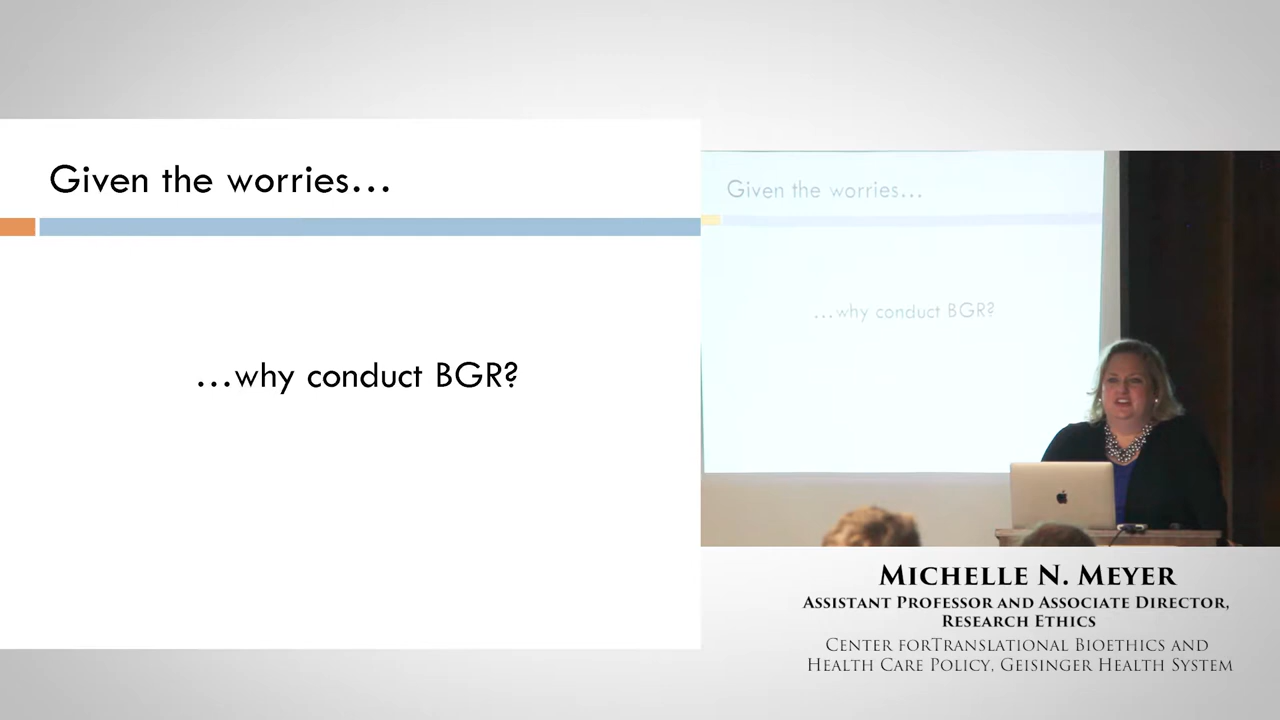 Given the worries...
...why conduct BGR?
Given the worries...
...why conduct BGR?
MICHELLE N. MEYER
ASSISTANT PROFESSOR AND ASSOCIATE DIRECTOR,
RESEARCH ETHICS
CENTER FORTRANSLATIONAL BIOETHICS AND
HEALTH CARE POLICY, GEISINGER HEALTH SYSTEM